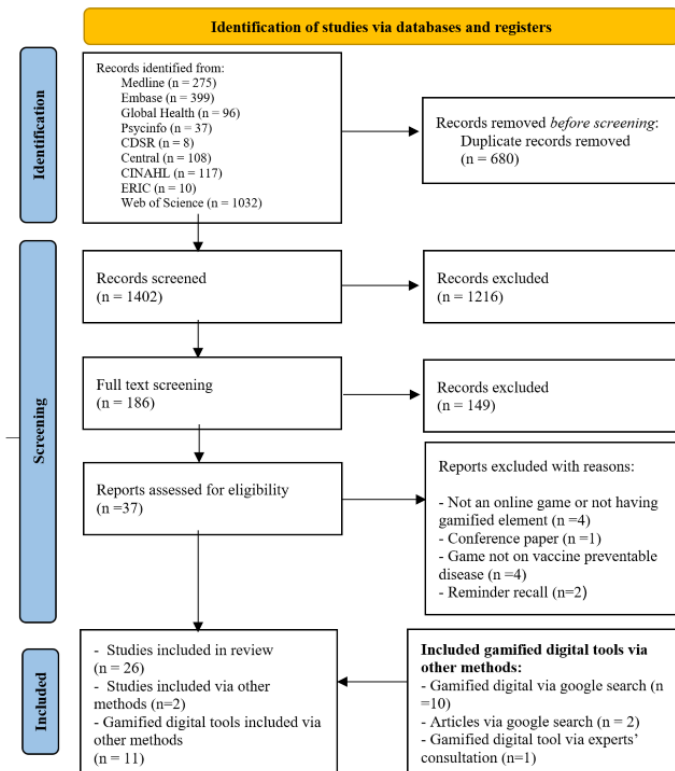 Identification of studies via databases and registers
Identification
Records identified from:
Medline (n = 275)
Embase (n = 399)
Global Health (n = 96)
Psycinfo (n = 37)
CDSR (n = 8)
Central (n = 108)
CINAHL (n = 117)
ERIC (n = 10)
Web of Science (n = 1032)
Records removed before screening:
Duplicate records removed
(n = 680)
Screening
Records screened
(n = 1402)
Records excluded
(n = 1216)
Full text screening
(n = 186)
Records excluded
(n = 149)
Reports assessed for eligibility
(n =37)
Reports excluded with reasons:
- Not an online game or not having
gamified element (n =4)
- Conference paper (n =1)
- Game not on vaccine preventable
disease (n =4)
- Reminder recall (n=2)
Included
- Studies included in review
(n = 26)
- Studies included via other
methods (n=2)
- Gamified digital tools included via
other methods
(n = 11)
Included gamified digital tools via
other methods:
- Gamified digital via google search (n
=10)
- Articles via google search (n = 2)
- Gamified digital tool via experts’
consultation (n=1)